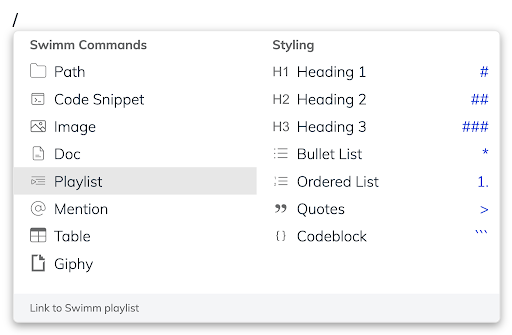 /
Swimm Commands
Path
Code Snippet
Image
Doc
Playlist
Mention
Table
Giphy
Styling
H1 Heading 1 #
H2 Heading 2 ##
H3 Heading 3 ###
Bullet List *
Ordered List 1.
Quotes >
Codeblock ```
Link to Swimm playlist